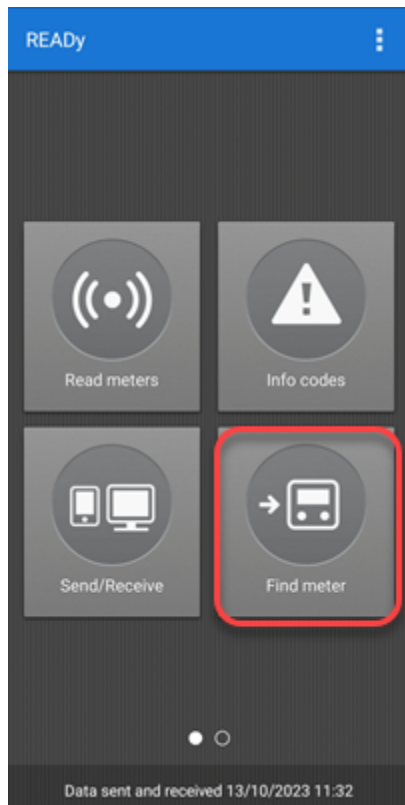 READy
Read meters
Info codes
Send/Receive
Find meter
Data sent and received 13/10/2023 11:32